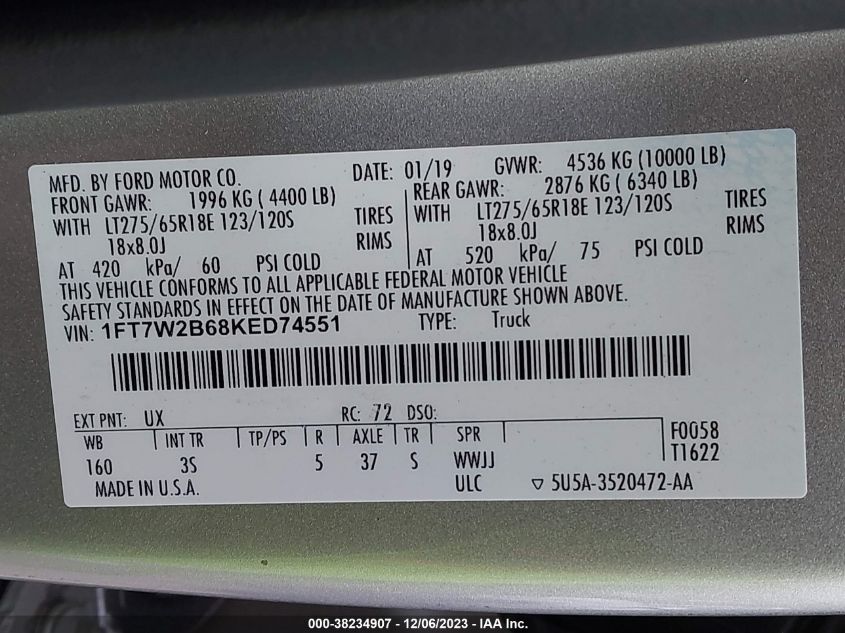 MFD. BY FORD MOTOR CO. DATE: 01/19 GVWR: 4536 KG (10000 LB)
FRONT GAWR: 1996 KG ( 4400 LB) REAR GAWR: 2876 KG ( 6340 LB)
WITH LT275/65R18E 123/120S TIRES WITH LT275/65R18E 123/120S TIRES
18x8.0J RIMS 18x8.0J RIMS
AT 420 kPa/ 60 PSI COLD AT 520 kPa/ 75 PSI COLD
THIS VEHICLE CONFORMS TO ALL APPLICABLE FEDERAL MOTOR VEHICLE
SAFETY STANDARDS IN EFFECT ON THE DATE OF MANUFACTURE SHOWN ABOVE.
VIN: 1FT7W2B68KED74551 TYPE: Truck
EXT PNT: UX RC: 72 DSO:
WB INT TR TP/PS R AXLE TR SPR F0058
160 3S 5 37 S WWJJ T1622
MADE IN U.S.A. ULC ▽ 5U5A-3520472-AA
000-38234907 - 12/06/2023 - IAA Inc.